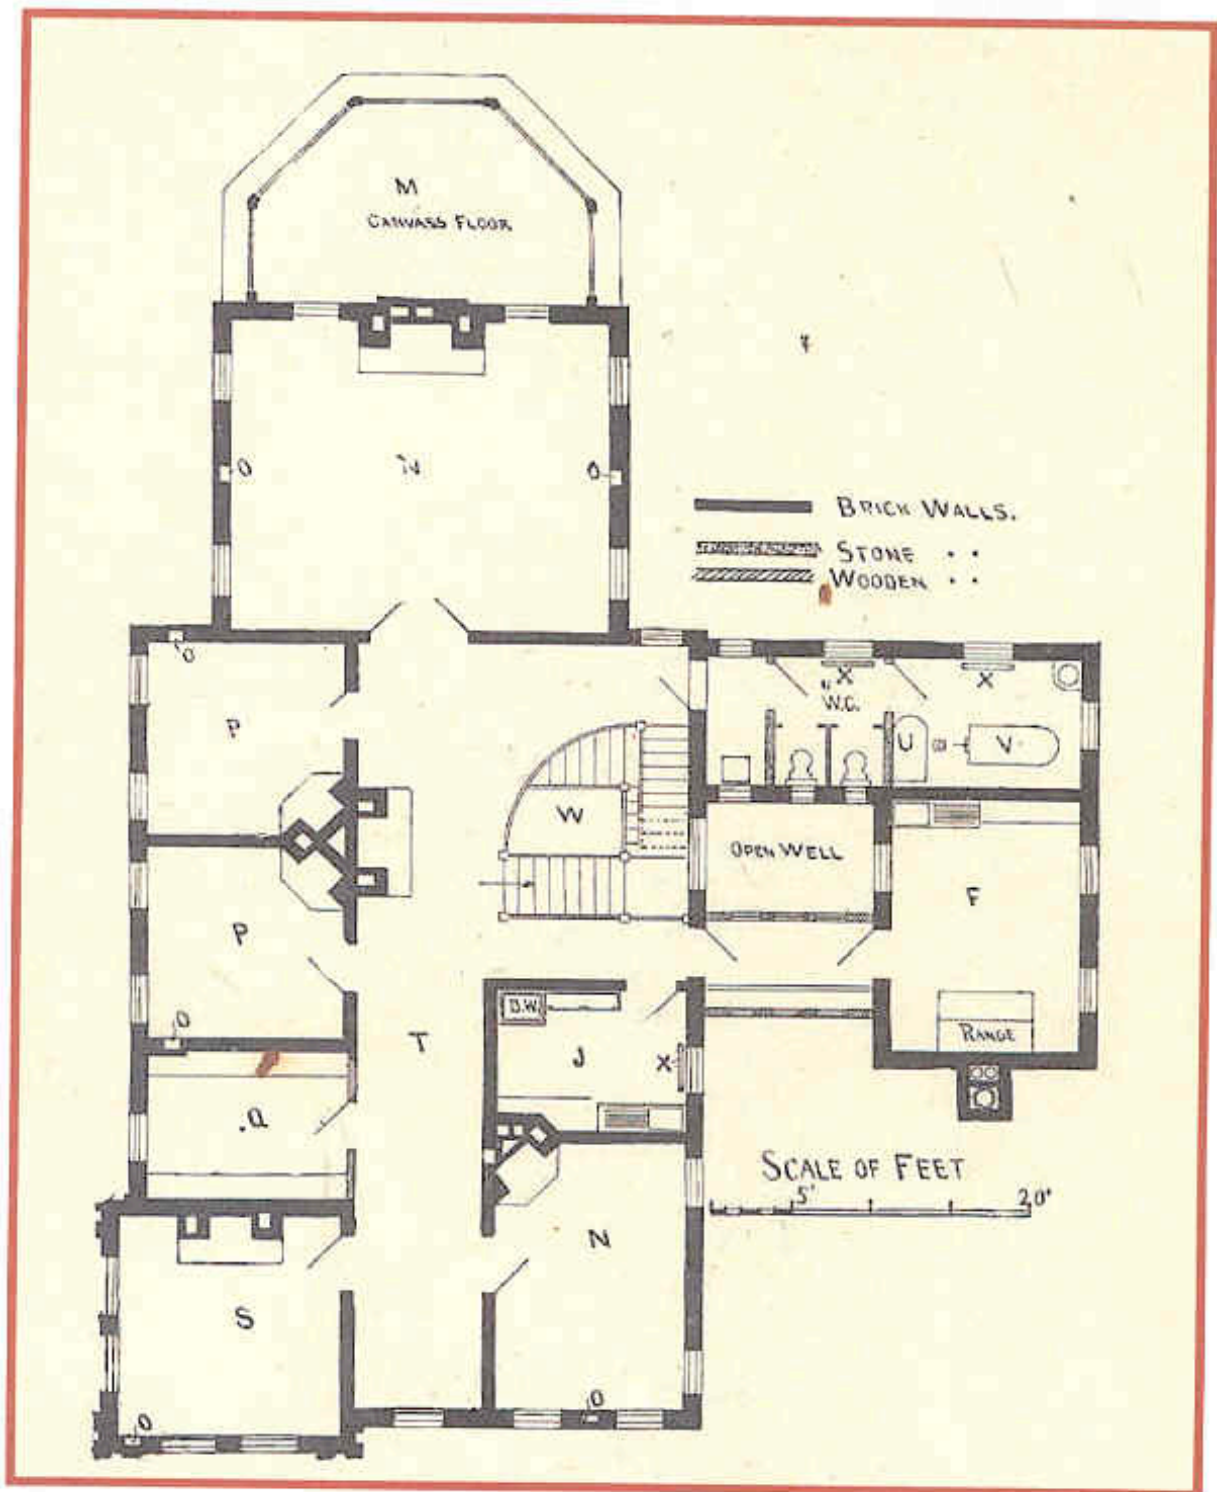 M
CANVASS FLOOR
N
O
O
BRICK WALLS.
STONE " "
WOODEN " "
O
P
X
W.C.
X
U
V.
W
OPEN WELL
F
P
O
D.W.
T
J
X
RANGE
.Q
SCALE OF FEET
5' 20'
N
S
O
O